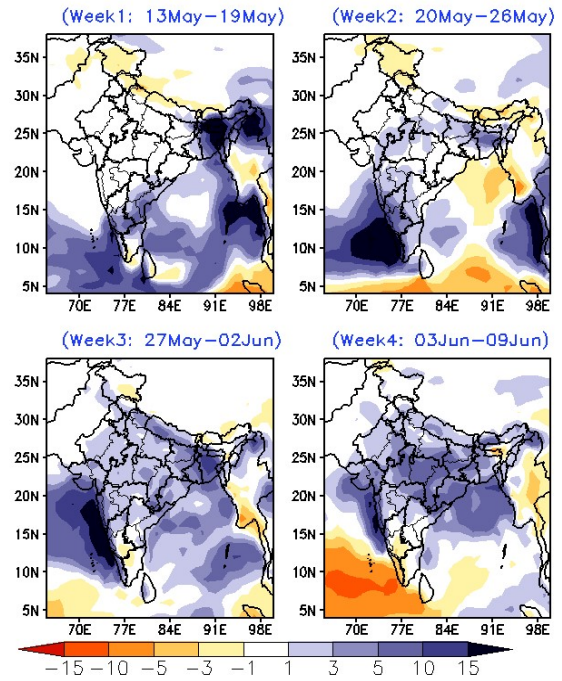 (Week1: 13May−19May)
(Week2: 20May−26May)
35N
30N
25N
20N
15N
10N
5N
70E 77E 84E 91E 98E
35N
30N
25N
20N
15N
10N
5N
70E 77E 84E 91E 98E
(Week3: 27May−02Jun)
(Week4: 03Jun−09Jun)
35N
30N
25N
20N
15N
10N
5N
70E 77E 84E 91E 98E
35N
30N
25N
20N
15N
10N
5N
70E 77E 84E 91E 98E
−15 −10 −5 −3 −1 1 3 5 10 15